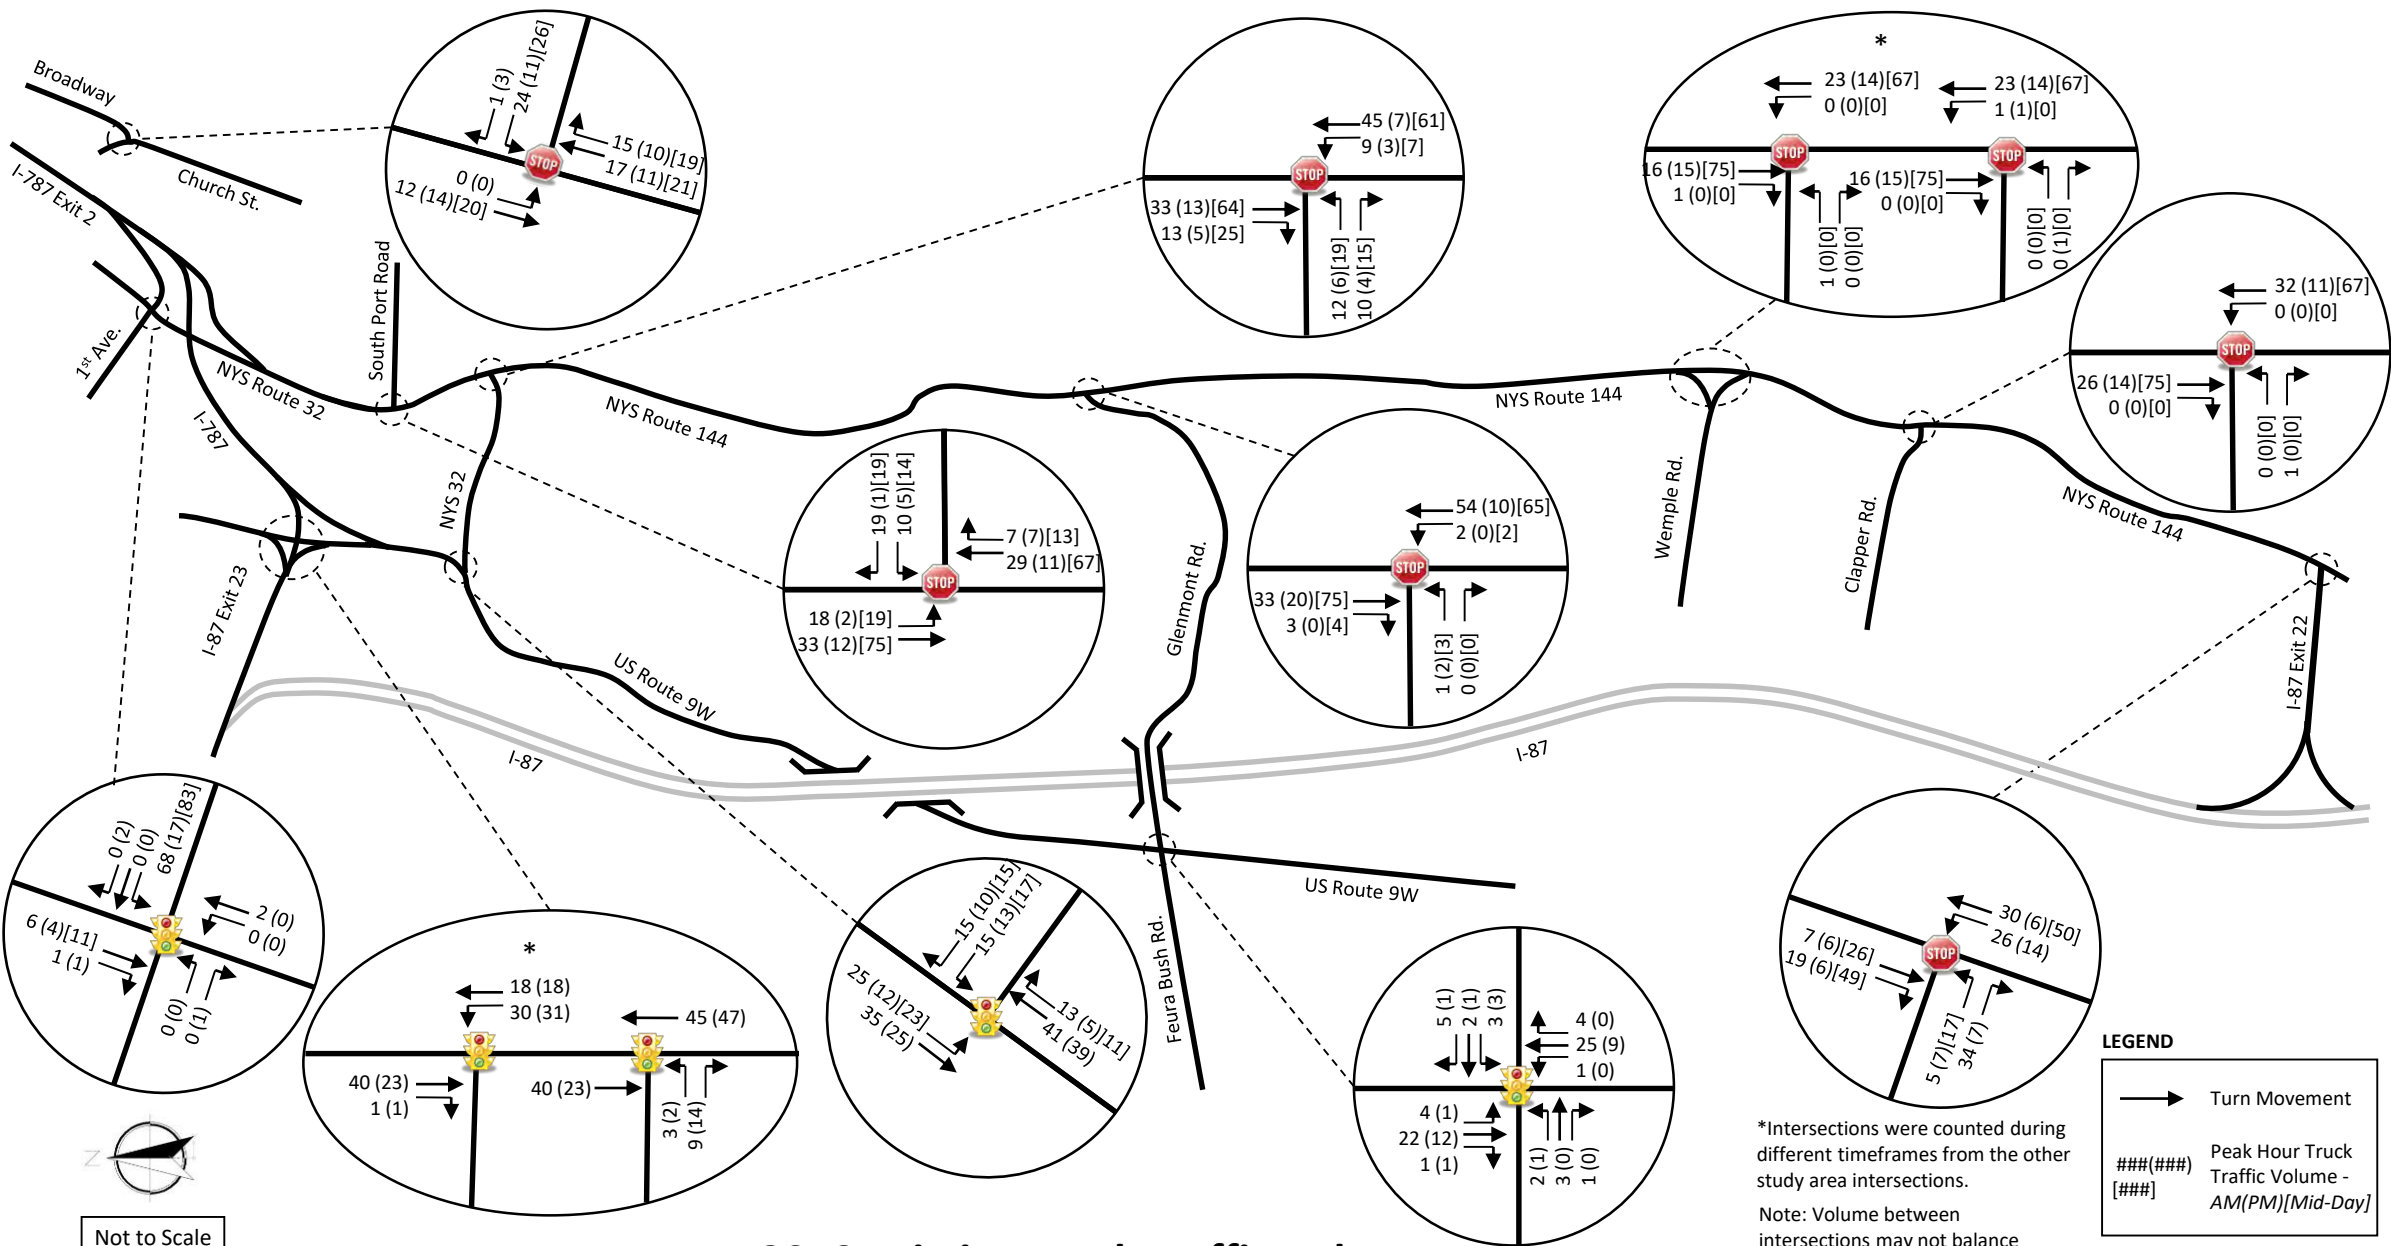 Broadway
Church St.
I-787 Exit 2
1st Ave.
NYS Route 32
South Port Road
I-787
NYS 32
I-87 Exit 23
US Route 9W
I-87
NYS Route 144
Glenmont Rd.
NYS Route 144
Wemple Rd.
Clapper Rd.
NYS Route 144
I-87 Exit 22
I-87
US Route 9W
Feura Bush Rd.
1 (3)
24 (11)[26]
15 (10)[19]
17 (11)[21]
0 (0)
12 (14)[20]
STOP
45 (7)[61]
9 (3)[7]
STOP
33 (13)[64]
13 (5)[25]
12 (6)[19]
10 (4)[15]
*
23 (14)[67]
0 (0)[0]
23 (14)[67]
1 (1)[0]
STOP
STOP
16 (15)[75]
1 (0)[0]
16 (15)[75]
0 (0)[0]
1 (0)[0]
0 (0)[0]
0 (0)[0]
0 (1)[0]
32 (11)[67]
0 (0)[0]
STOP
26 (14)[75]
0 (0)[0]
0 (0)[0]
1 (0)[0]
19 (1)[19]
10 (5)[14]
7 (7)[13]
29 (11)[67]
STOP
18 (2)[19]
33 (12)[75]
54 (10)[65]
2 (0)[2]
STOP
33 (20)[75]
3 (0)[4]
1 (2)[3]
0 (0)[0]
0 (2)
0 (0)
68 (17)[83]
2 (0)
0 (0)
6 (4)[11]
1 (1)
0 (0)
0 (1)
*
18 (18)
30 (31)
45 (47)
40 (23)
1 (1)
40 (23)
3 (2)
9 (14)
15 (10)[15]
15 (13)[17]
25 (12)[23]
35 (25)
13 (5)]11]
41 (39)
5 (1)
2 (1)
3 (3)
4 (0)
25 (9)
1 (0)
4 (1)
22 (12)
1 (1)
2 (1)
3 (0)
1 (0)
30 (6)[50]
26 (14)
7 (6)[26]
19 (6)[49]
STOP
5 (7)[17]
34 (7)
Z
Not to Scale
*Intersections were counted during
different timeframes from the other
study area intersections.
Note: Volume between
intersections may not balance
LEGEND
Turn Movement
###(###)
[###]
Peak Hour Truck
Traffic Volume -
AM(PM)[Mid-Day]